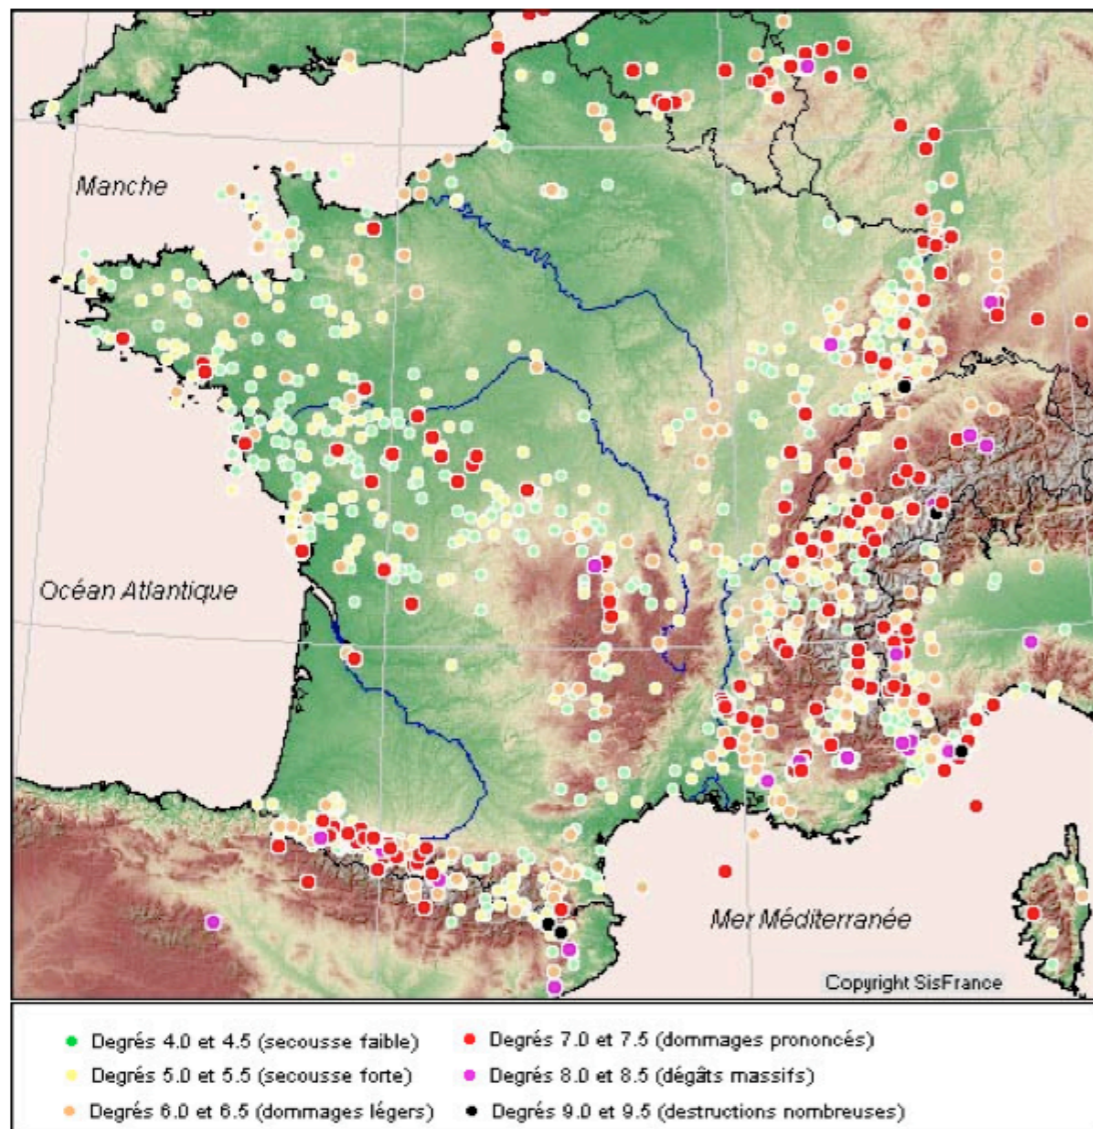 Manche
Océan Atlantique
Mer Méditerranée
Copyright SisFrance
Degrés 4.0 et 4.5 (secousse faible)
Degrés 7.0 et 7.5 (dommages prononcés)
Degrés 5.0 et 5.5 (secousse forte)
Degrés 8.0 et 8.5 (dégâts massifs)
Degrés 6.0 et 6.5 (dommages légers)
Degrés 9.0 et 9.5 (destructions nombreuses)